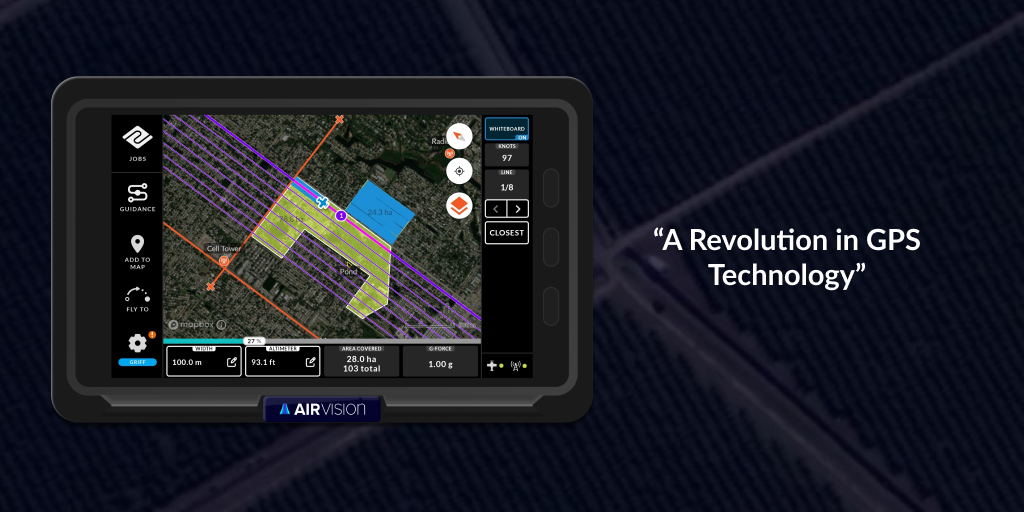 JOBS
GUIDANCE
ADD TO
MAP
FLY TO
!
GRIFF
Cell Tower
24.3 ha
1
Pond
mapbox
27 %
WIDTH
100.0 m
ALTIMETER
93.1 ft
AREA COVERED
28.0 ha
103 total
G-FORCE
1.00 g
WHITEBOARD
ON
KNOTS
97
LINE
1/8
CLOSEST
AIRVISION
“A Revolution in GPS
Technology”